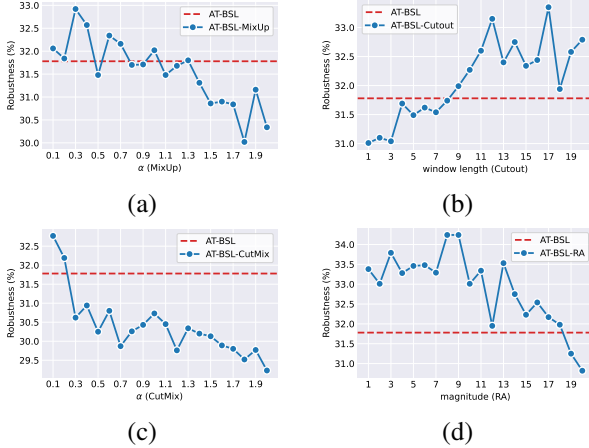 33.0
32.5
32.0
31.5
31.0
30.5
30.0
Robustness (%)
AT-BSL
AT-BSL-MixUp
0.1 0.3 0.5 0.7 0.9 1.1 1.3 1.5 1.7 1.9
α (MixUp)
(a)
33.0
32.5
32.0
31.5
31.0
Robustness (%)
AT-BSL
AT-BSL-Cutout
1 3 5 7 9 11 13 15 17 19
window length (Cutout)
(b)
32.5
32.0
31.5
31.0
30.5
30.0
29.5
Robustness (%)
AT-BSL
AT-BSL-CutMix
0.1 0.3 0.5 0.7 0.9 1.1 1.3 1.5 1.7 1.9
α (CutMix)
(c)
34.0
33.5
33.0
32.5
32.0
31.5
31.0
Robustness (%)
AT-BSL
AT-BSL-RA
1 3 5 7 9 11 13 15 17 19
magnitude (RA)
(d)